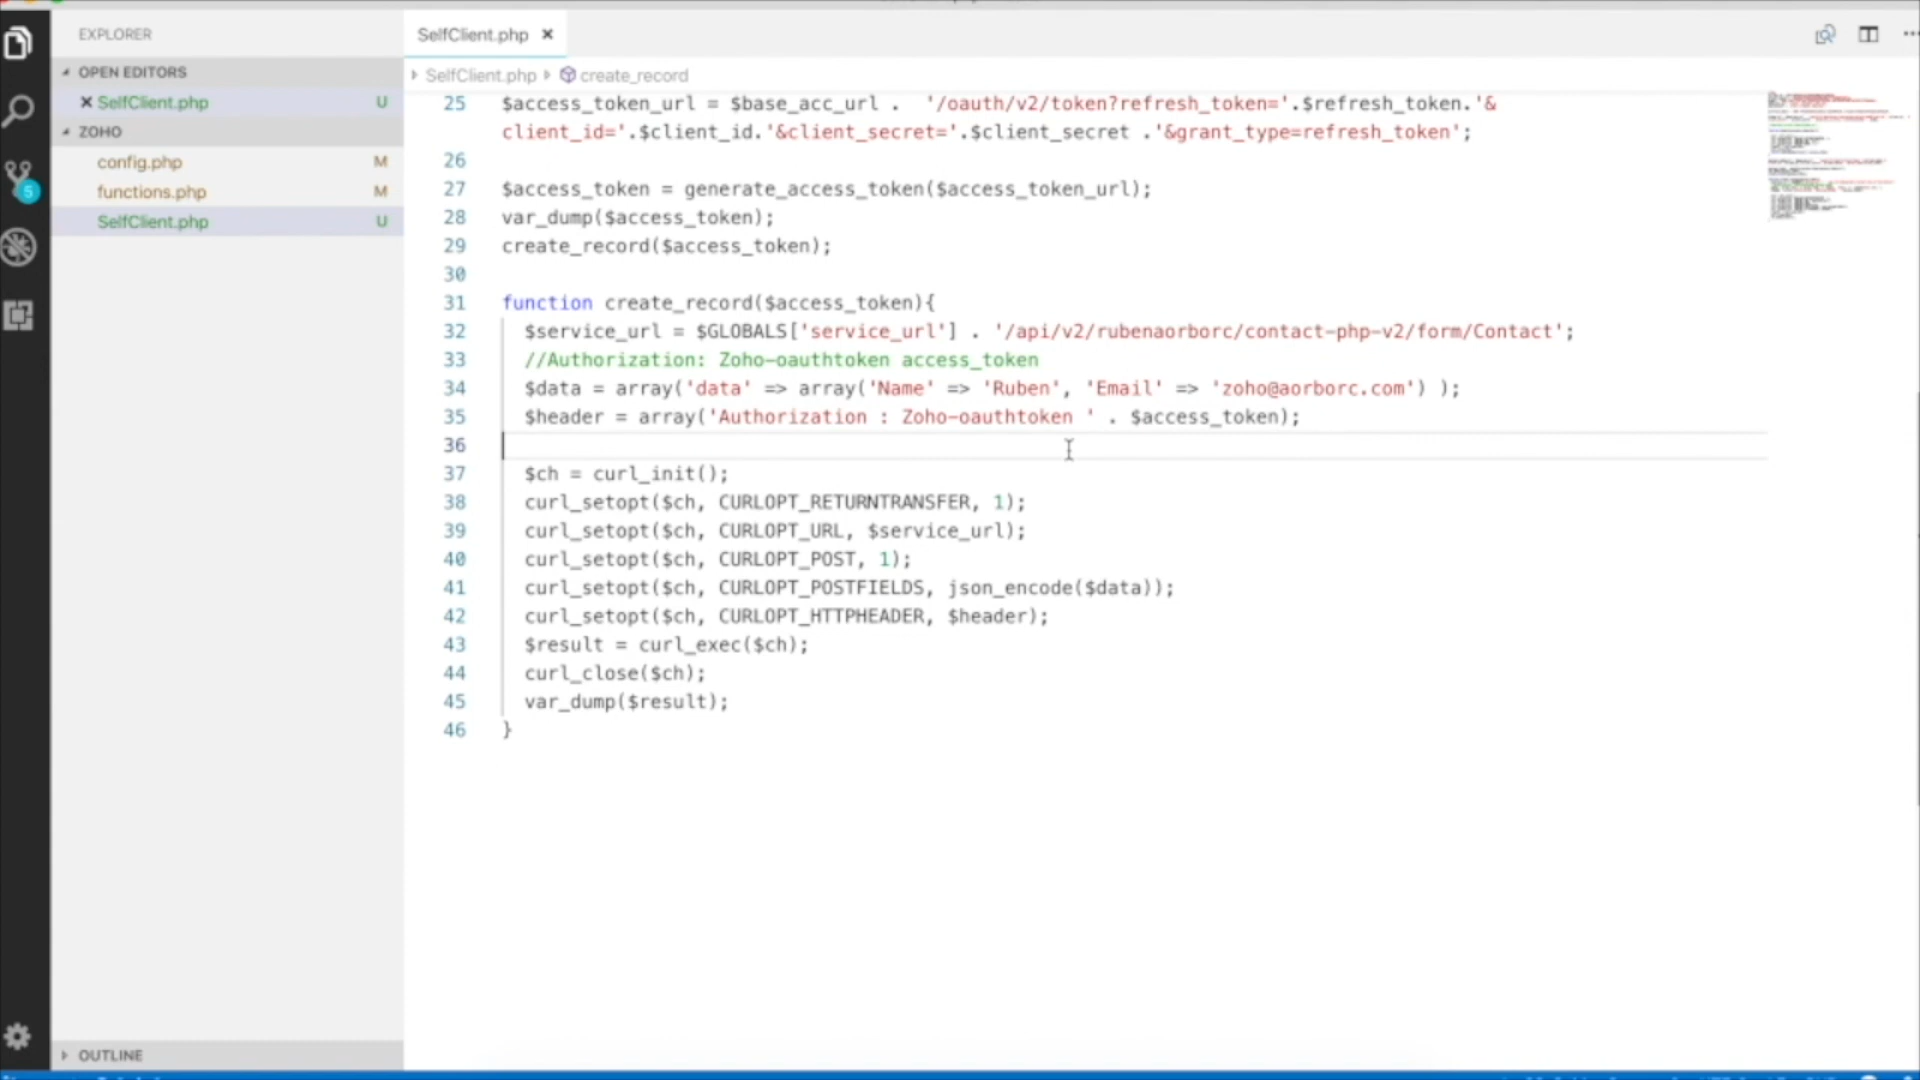 EXPLORER
OPEN EDITORS
SelfClient.php U
ZOHO
config.php M
functions.php M
SelfClient.php U
5
OUTLINE
SelfClient.php
SelfClient.php create_record
25 $access_token_url = $base_acc_url .  '/oauth/v2/token?refresh_token='.$refresh_token.'&
client_id='.$client_id.'&client_secret='.$client_secret .'&grant_type=refresh_token';
26
27 $access_token = generate_access_token($access_token_url);
28 var_dump($access_token);
29 create_record($access_token);
30
31 function create_record($access_token){
32 $service_url = $GLOBALS['service_url'] . '/api/v2/rubenaorborc/contact-php-v2/form/Contact';
33 //Authorization: Zoho-oauthtoken access_token
34 $data = array('data' => array('Name' => 'Ruben', 'Email' => 'zoho@aorborc.com') );
35 $header = array('Authorization : Zoho-oauthtoken ' . $access_token);
36
37 $ch = curl_init();
38 curl_setopt($ch, CURLOPT_RETURNTRANSFER, 1);
39 curl_setopt($ch, CURLOPT_URL, $service_url);
40 curl_setopt($ch, CURLOPT_POST, 1);
41 curl_setopt($ch, CURLOPT_POSTFIELDS, json_encode($data));
42 curl_setopt($ch, CURLOPT_HTTPHEADER, $header);
43 $result = curl_exec($ch);
44 curl_close($ch);
45 var_dump($result);
46 }